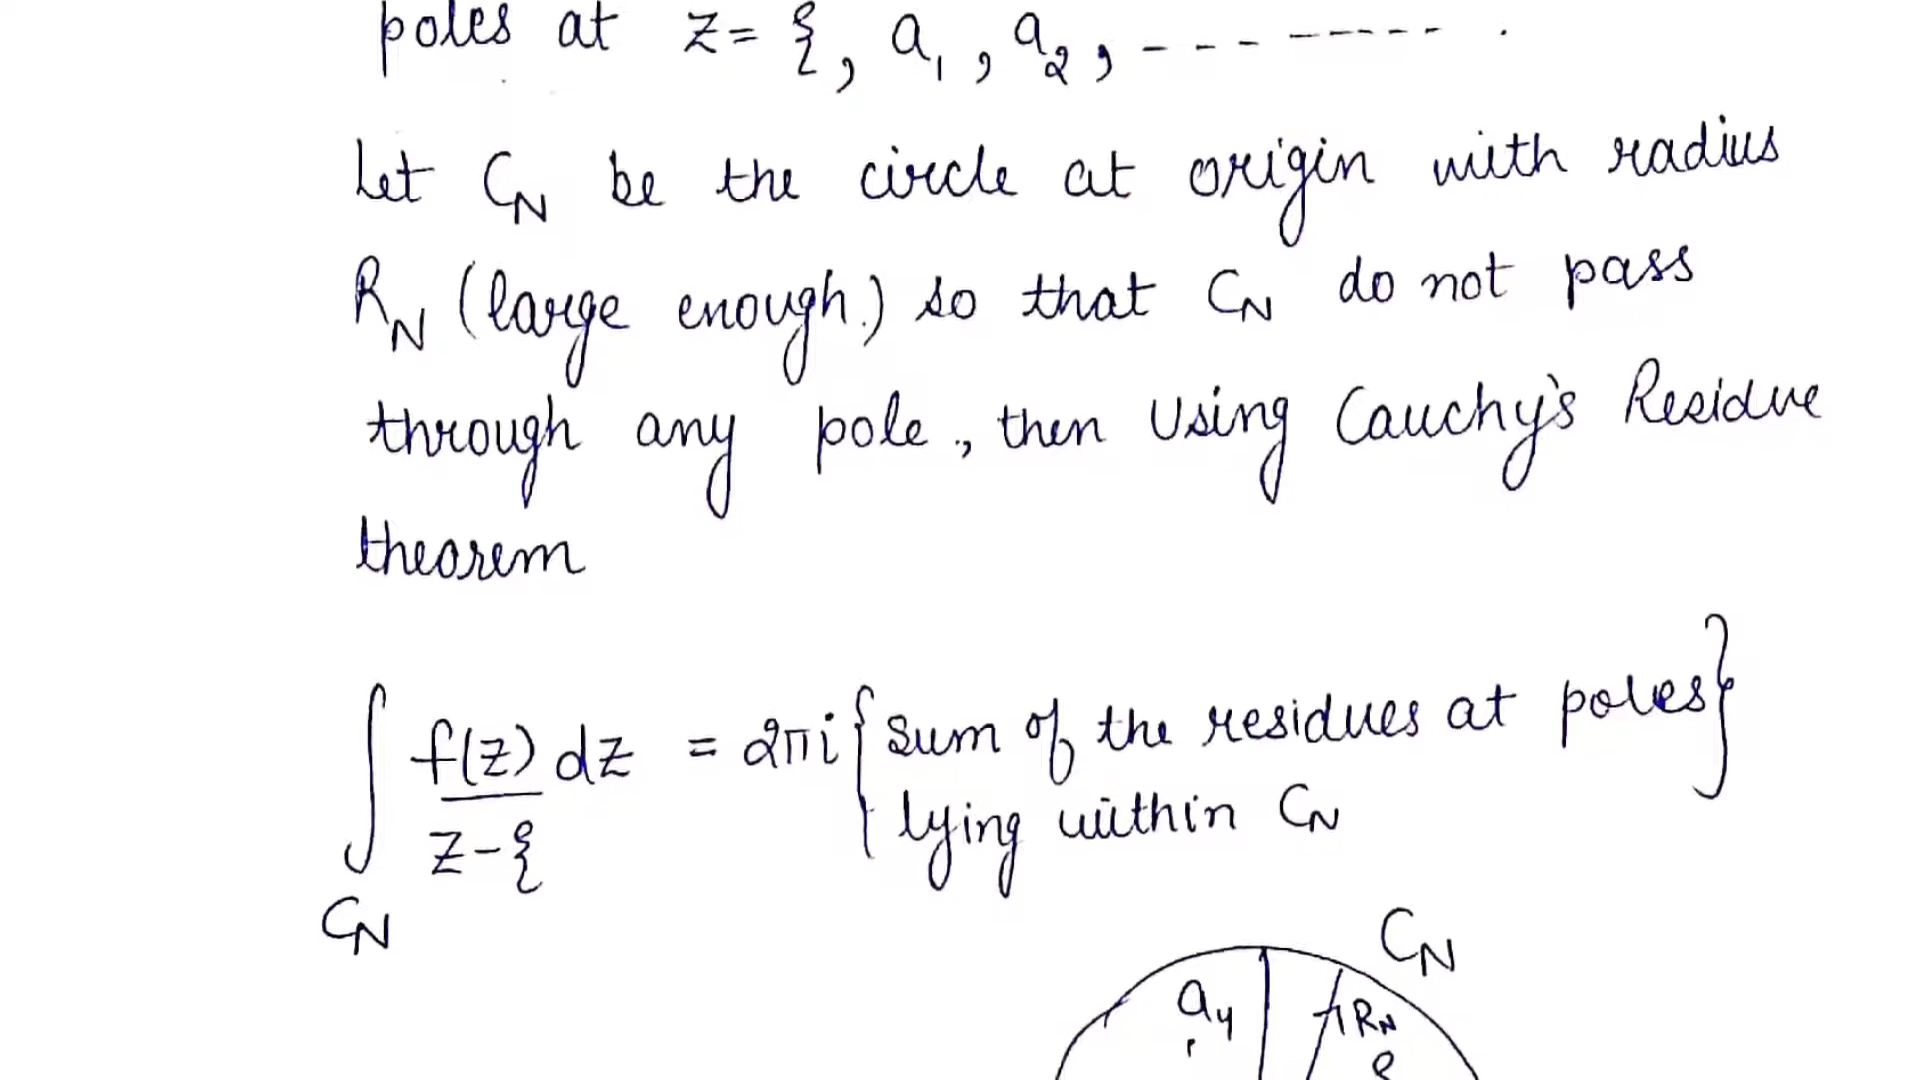 poles at z = ξ, a₁, a₂, --- ----- .
Let C_N be the circle at origin with radius
R_N (large enough.) so that C_N do not pass
through any pole, then Using Cauchy's Residue
theorem
∫_{C_N} f(z)/(z-ξ) dz = 2πi { Sum of the residues at poles
lying within C_N }
C_N
a₄ R_N
ξ